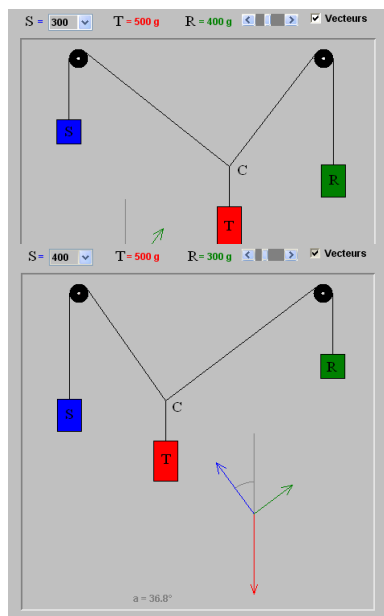 S = 300 T = 500 g R = 400 g Vecteurs
S
C
R
T
S = 400 T = 500 g R = 300 g Vecteurs
R
C
S
T
a = 36.8°